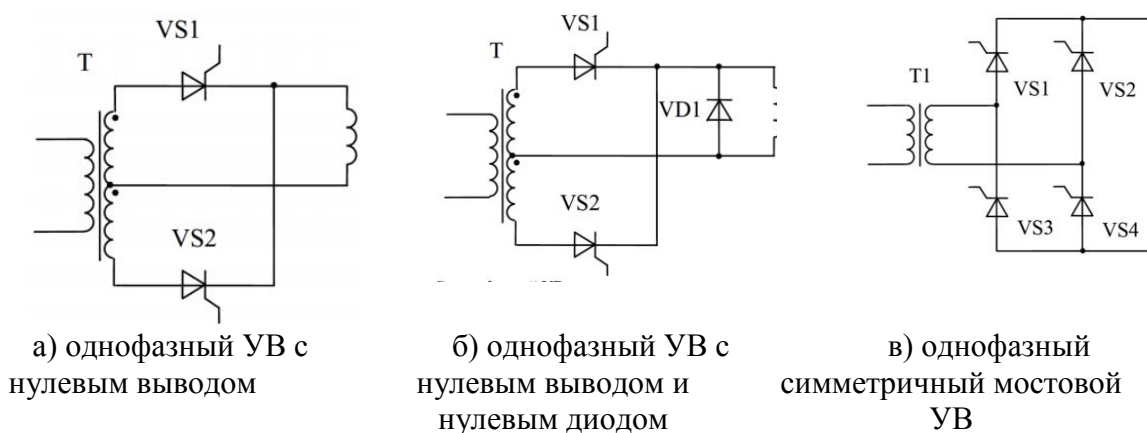 VS1
T
VS2
а) однофазный УВ с
нулевым выводом
VS1
T
VD1
VS2
б) однофазный УВ с
нулевым выводом и
нулевым диодом
T1
VS1
VS2
VS3
VS4
в) однофазный
симметричный мостовой
УВ